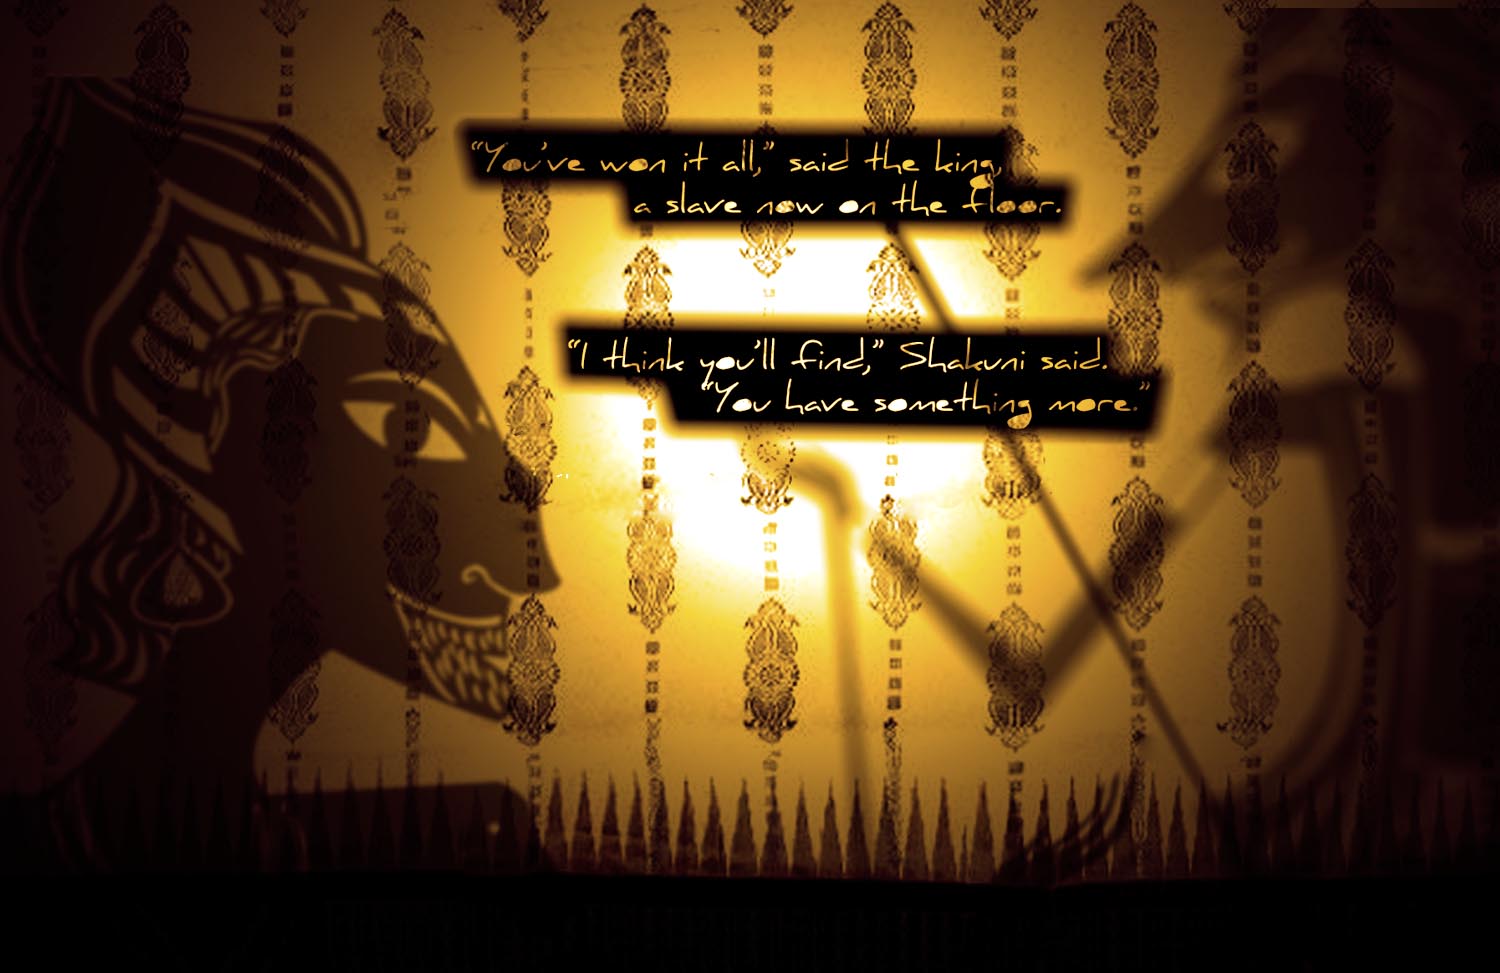 “You’ve won it all,” said the king,
a slave now on the floor.
“I think you’ll find,” Shakuni said.
“You have something more.”